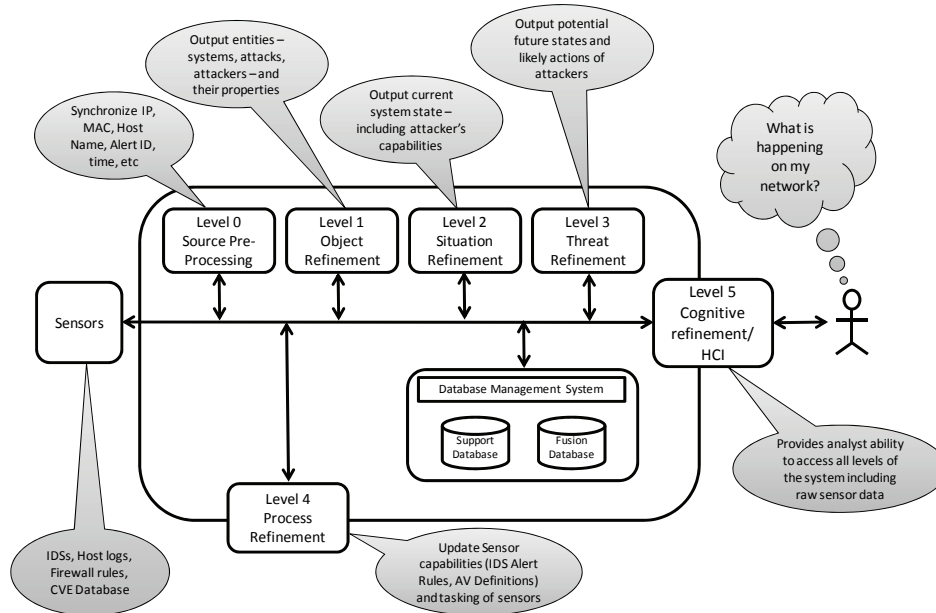 Output entities –
systems, attacks,
attackers – and
their properties
Output potential
future states and
likely actions of
attackers
Synchronize IP,
MAC, Host
Name, Alert ID,
time, etc
Output current
system state –
including attacker's
capabilities
What is
happening
on my
network?
Level 0
Source Pre-
Processing
Level 1
Object
Refinement
Level 2
Situation
Refinement
Level 3
Threat
Refinement
Sensors
Level 5
Cognitive
refinement/
HCI
Database Management System
Support
Database
Fusion
Database
Provides analyst ability
to access all levels of
the system including
raw sensor data
Level 4
Process
Refinement
IDSs, Host logs,
Firewall rules,
CVE Database
Update Sensor
capabilities (IDS Alert
Rules, AV Definitions)
and tasking of sensors